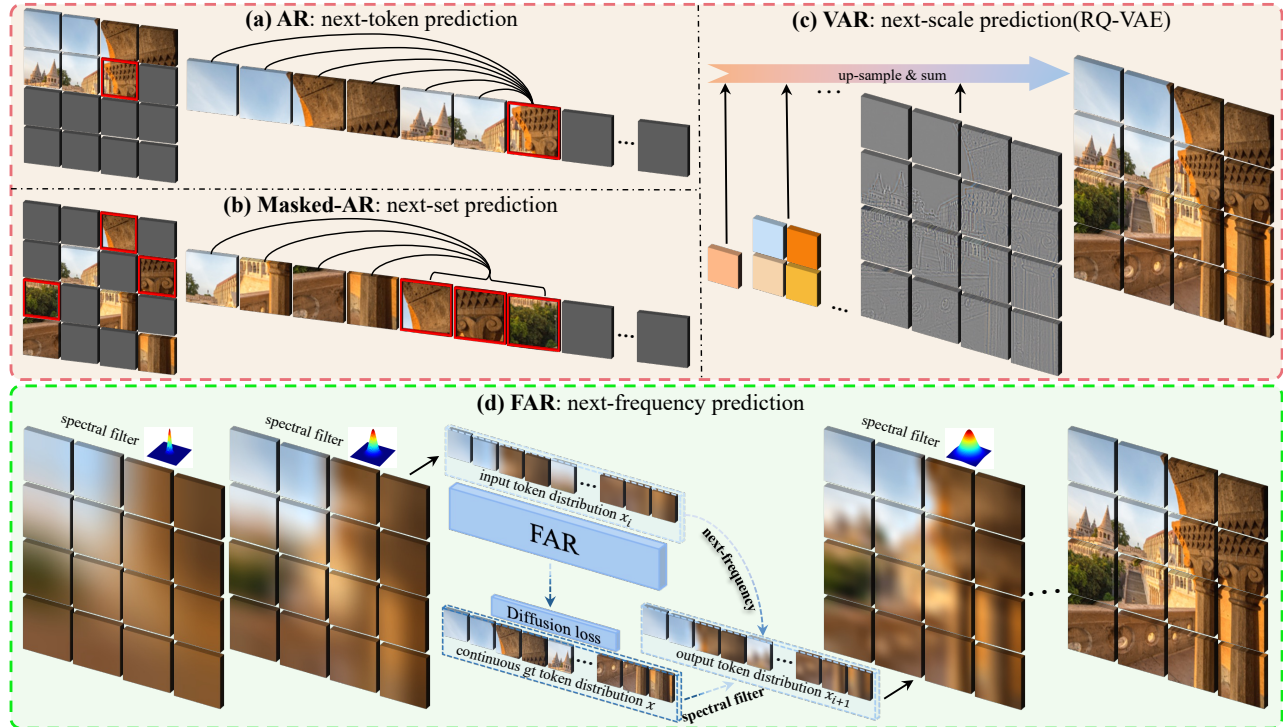 (a) AR: next-token prediction
...
(b) Masked-AR: next-set prediction
...
(c) VAR: next-scale prediction(RQ-VAE)
up-sample & sum
...
...
(d) FAR: next-frequency prediction
spectral filter
spectral filter
...
input token distribution x_i
FAR
next-frequency
Diffusion loss
...
continuous gt token distribution x
spectral filter
...
output token distribution x_{i+1}
spectral filter
...